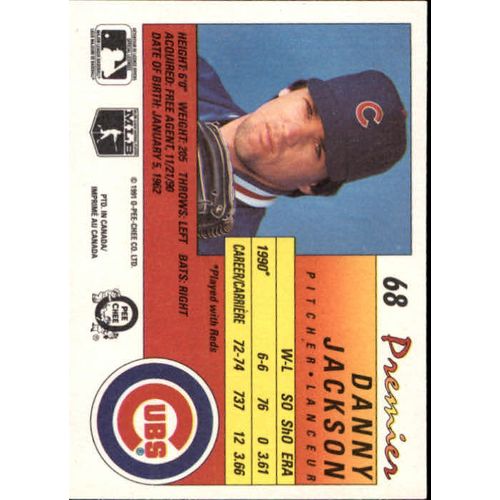 68
Premier
DANNY
JACKSON
PITCHER • LANCEUR
W-L SO ShO ERA
1990* 6-6 76 0 3.61
CAREER/CARRIÈRE 72-74 737 12 3.66
*Played with Reds
HEIGHT: 6'0" WEIGHT: 205 THROWS: LEFT BATS: RIGHT
ACQUIRED: FREE AGENT, 11/21/90
DATE OF BIRTH: JANUARY 5, 1962
C
CUBS
MLB
© 1991 O-PEE-CHEE CO. LTD.
PTD. IN CANADA/
IMPRIMÉ AU CANADA
O
PEE
CHEE